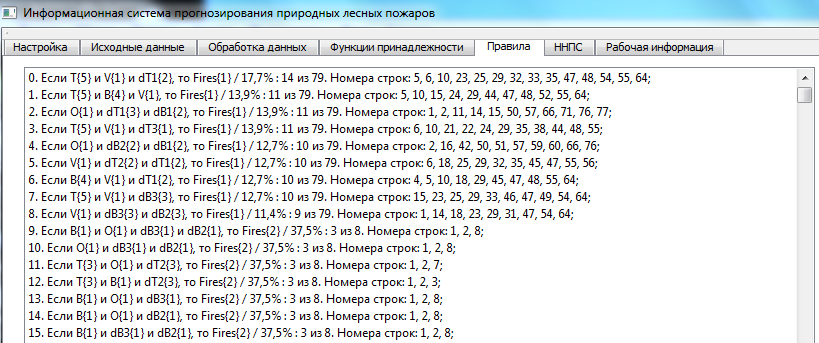 Информационная система прогнозирования природных лесных пожаров
Настройка Исходные данные Обработка данных Функции принадлежности Правила ННПС Рабочая информация
0. Если T{5} и V{1} и dT1{2}, то Fires{1} / 17,7% : 14 из 79. Номера строк: 5, 6, 10, 23, 25, 29, 32, 33, 35, 47, 48, 54, 55, 64;
1. Если T{5} и B{4} и V{1}, то Fires{1} / 13,9% : 11 из 79. Номера строк: 5, 10, 15, 24, 29, 44, 47, 48, 52, 55, 64;
2. Если O{1} и dT1{3} и dB1{2}, то Fires{1} / 13,9% : 11 из 79. Номера строк: 1, 2, 11, 14, 15, 50, 57, 66, 71, 76, 77;
3. Если T{5} и V{1} и dT3{1}, то Fires{1} / 13,9% : 11 из 79. Номера строк: 6, 10, 21, 22, 24, 29, 35, 38, 44, 48, 55;
4. Если O{1} и dB2{2} и dB1{2}, то Fires{1} / 12,7% : 10 из 79. Номера строк: 2, 16, 42, 50, 51, 57, 59, 60, 66, 76;
5. Если V{1} и dT2{2} и dT1{2}, то Fires{1} / 12,7% : 10 из 79. Номера строк: 6, 18, 25, 29, 32, 35, 45, 47, 55, 56;
6. Если B{4} и V{1} и dT1{2}, то Fires{1} / 12,7% : 10 из 79. Номера строк: 4, 5, 10, 18, 29, 45, 47, 48, 55, 64;
7. Если T{5} и V{1} и dB3{3}, то Fires{1} / 12,7% : 10 из 79. Номера строк: 15, 23, 25, 29, 33, 46, 47, 49, 54, 64;
8. Если V{1} и dB3{3} и dB2{3}, то Fires{1} / 11,4% : 9 из 79. Номера строк: 1, 14, 18, 23, 29, 31, 47, 54, 64;
9. Если B{1} и O{1} и dB3{1} и dB2{1}, то Fires{2} / 37,5% : 3 из 8. Номера строк: 1, 2, 8;
10. Если O{1} и dB3{1} и dB2{1}, то Fires{2} / 37,5% : 3 из 8. Номера строк: 1, 2, 8;
11. Если T{3} и O{1} и dT2{3}, то Fires{2} / 37,5% : 3 из 8. Номера строк: 1, 2, 7;
12. Если T{3} и B{1} и dT2{3}, то Fires{2} / 37,5% : 3 из 8. Номера строк: 1, 2, 3;
13. Если B{1} и O{1} и dB3{1}, то Fires{2} / 37,5% : 3 из 8. Номера строк: 1, 2, 8;
14. Если B{1} и O{1} и dB2{1}, то Fires{2} / 37,5% : 3 из 8. Номера строк: 1, 2, 8;
15. Если B{1} и dB3{1} и dB2{1}, то Fires{2} / 37,5% : 3 из 8. Номера строк: 1, 2, 8;